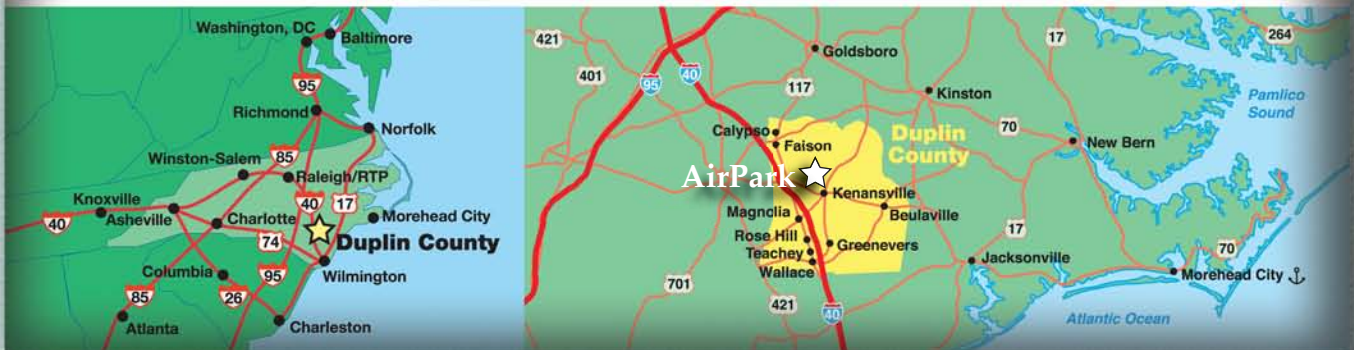 Washington, DC
Baltimore
95
Richmond
Norfolk
Winston-Salem
85
Raleigh/RTP
Knoxville
40
17
40
Asheville
Charlotte
Morehead City
74
Duplin County
Columbia
95
Wilmington
85
26
Atlanta
Charleston
421
17
264
Goldsboro
401
95
40
117
Kinston
Pamlico
Sound
Calypso
Duplin
County
70
Faison
New Bern
AirPark
Kenansville
Magnolia
Beulaville
Rose Hill
17
Greenevers
70
Teachey
Jacksonville
Wallace
Morehead City
701
421
40
Atlantic Ocean